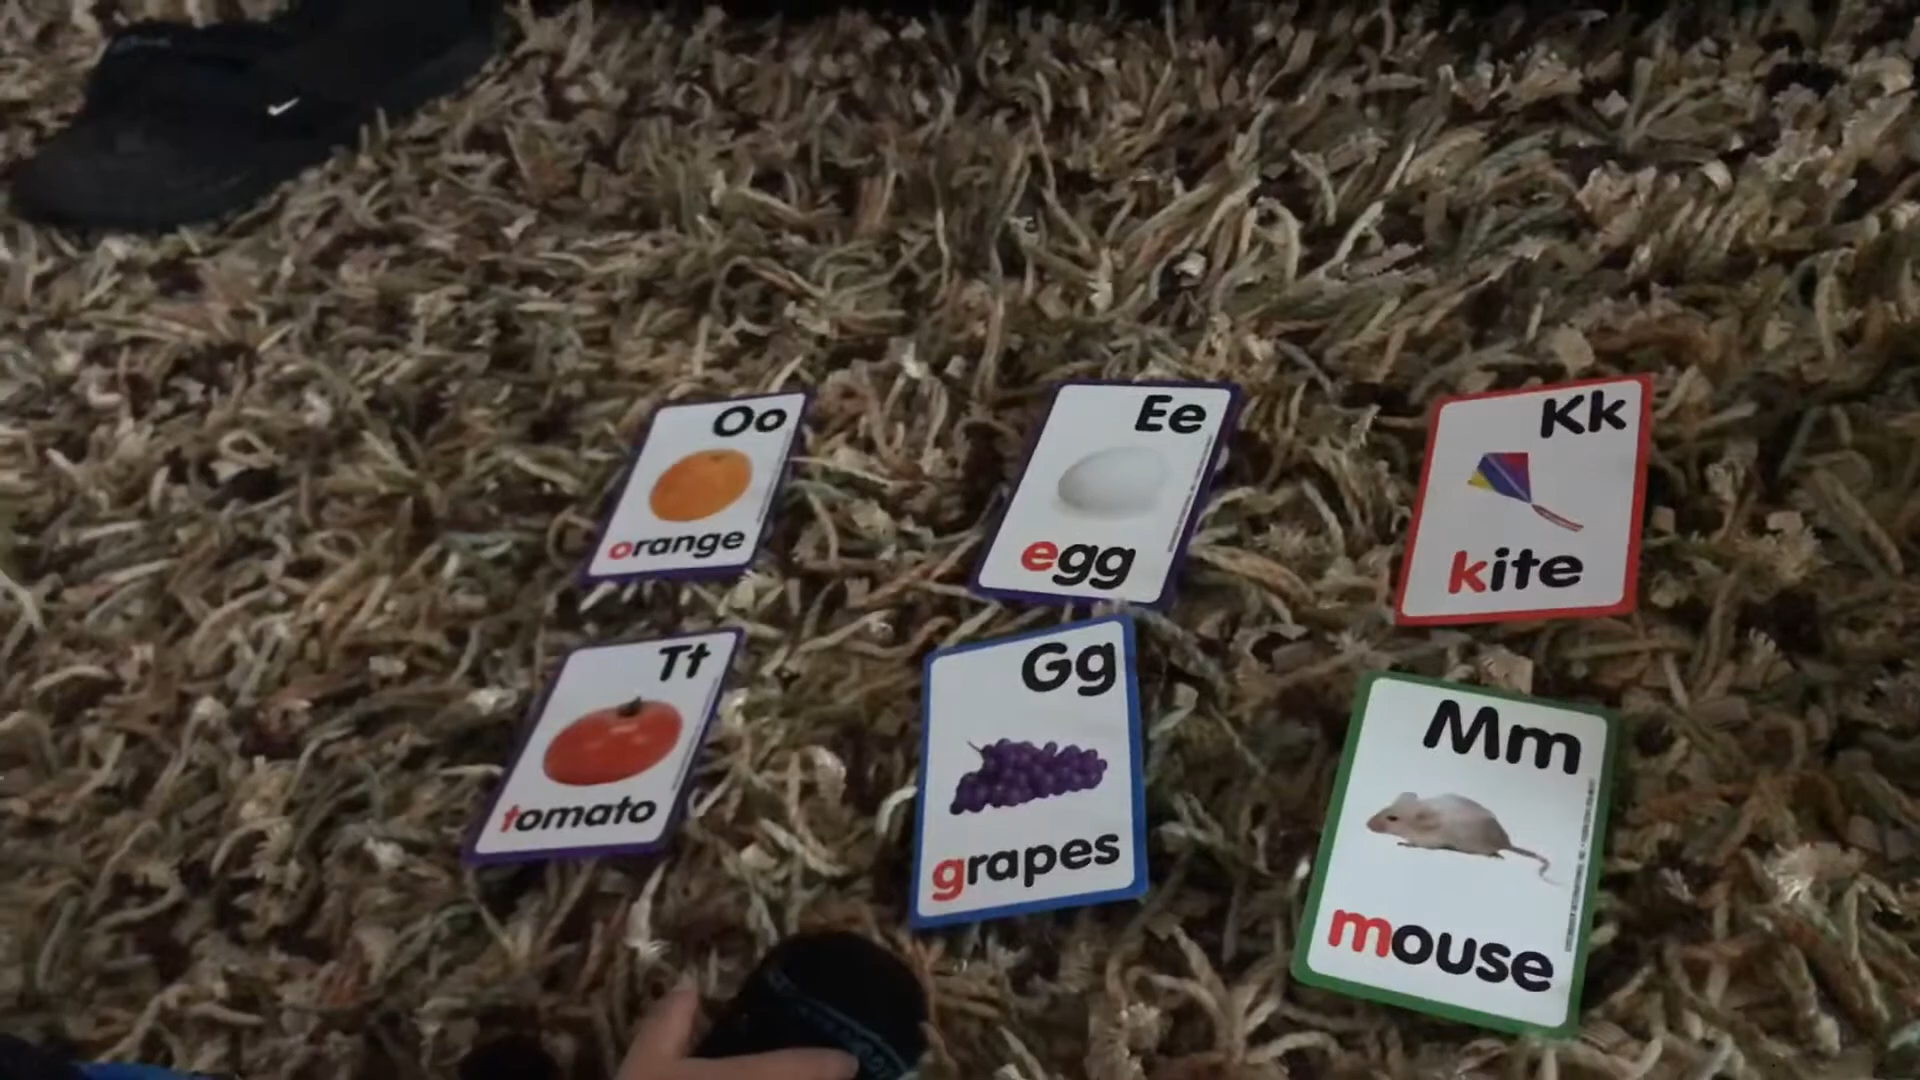 Oo
orange
Ee
egg
Kk
kite
Tt
tomato
Gg
grapes
Mm
mouse